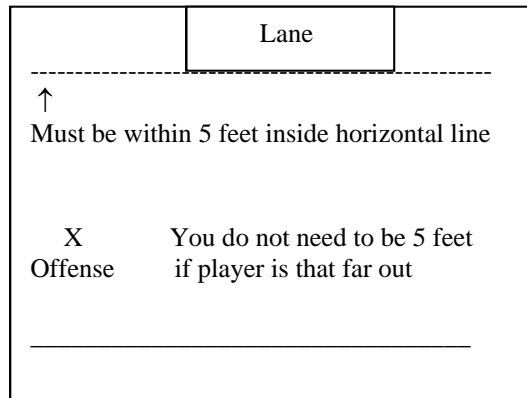 Lane
↑
Must be within 5 feet inside horizontal line
X You do not need to be 5 feet
Offense if player is that far out